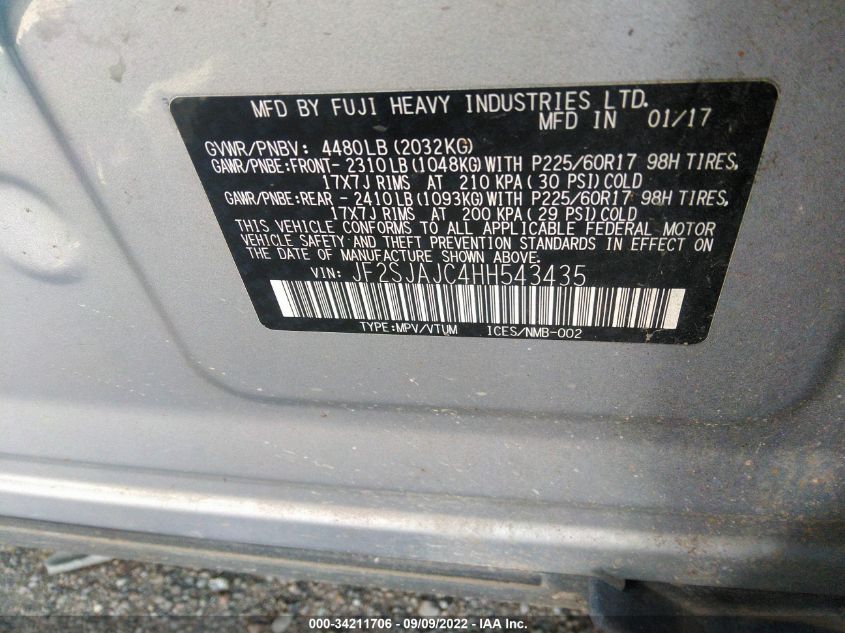 MFD BY FUJI HEAVY INDUSTRIES LTD.
MFD IN 01/17
GVWR/PNBV: 4480LB (2032KG)
GAWR/PNBE:FRONT- 2310LB (1048KG) WITH P225/60R17 98H TIRES,
17X7J RIMS AT 210 KPA( 30 PSI) COLD
GAWR/PNBE:REAR - 2410LB (1093KG) WITH P225/60R17 98H TIRES,
17X7J RIMS AT 200 KPA( 29 PSI) COLD
THIS VEHICLE CONFORMS TO ALL APPLICABLE FEDERAL MOTOR
VEHICLE SAFETY AND THEFT PREVENTION STANDARDS IN EFFECT ON
THE DATE OF MANUFACTURE SHOWN ABOVE.
VIN: JF2SJAJC4HH543435
TYPE:MPV/VTUM ICES/NMB-002
000-34211706 - 09/09/2022 - © IAA, Inc.